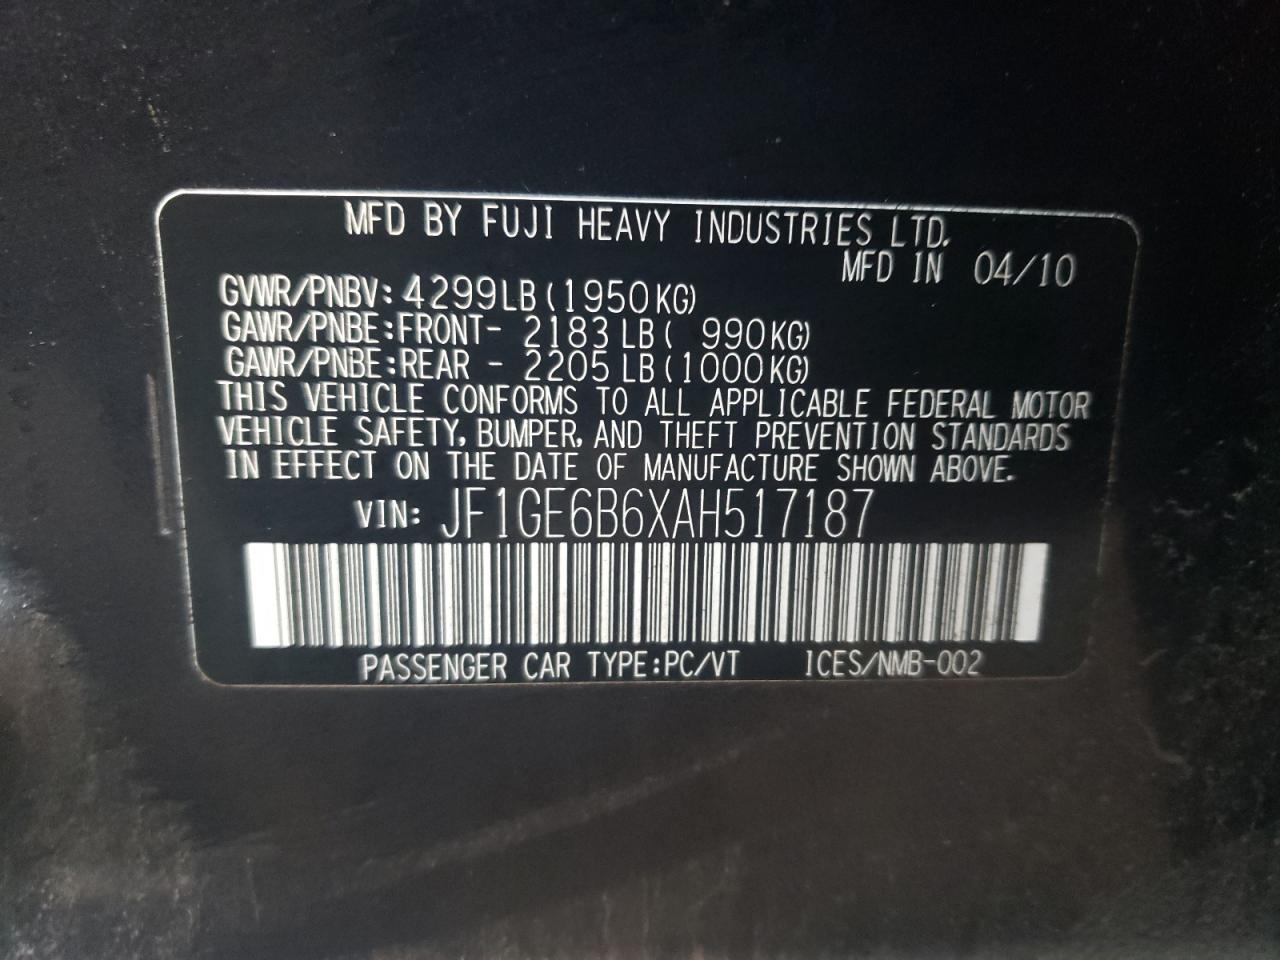 MFD BY FUJI HEAVY INDUSTRIES LTD.
MFD IN 04/10
GVWR/PNBV: 4299LB (1950KG)
GAWR/PNBE:FRONT- 2183 LB ( 990KG)
GAWR/PNBE:REAR - 2205 LB (1000KG)
THIS VEHICLE CONFORMS TO ALL APPLICABLE FEDERAL MOTOR
VEHICLE SAFETY, BUMPER, AND THEFT PREVENTION STANDARDS
IN EFFECT ON THE DATE OF MANUFACTURE SHOWN ABOVE.
VIN: JF1GE6B6XAH517187
PASSENGER CAR TYPE:PC/VT ICES/NMB-002